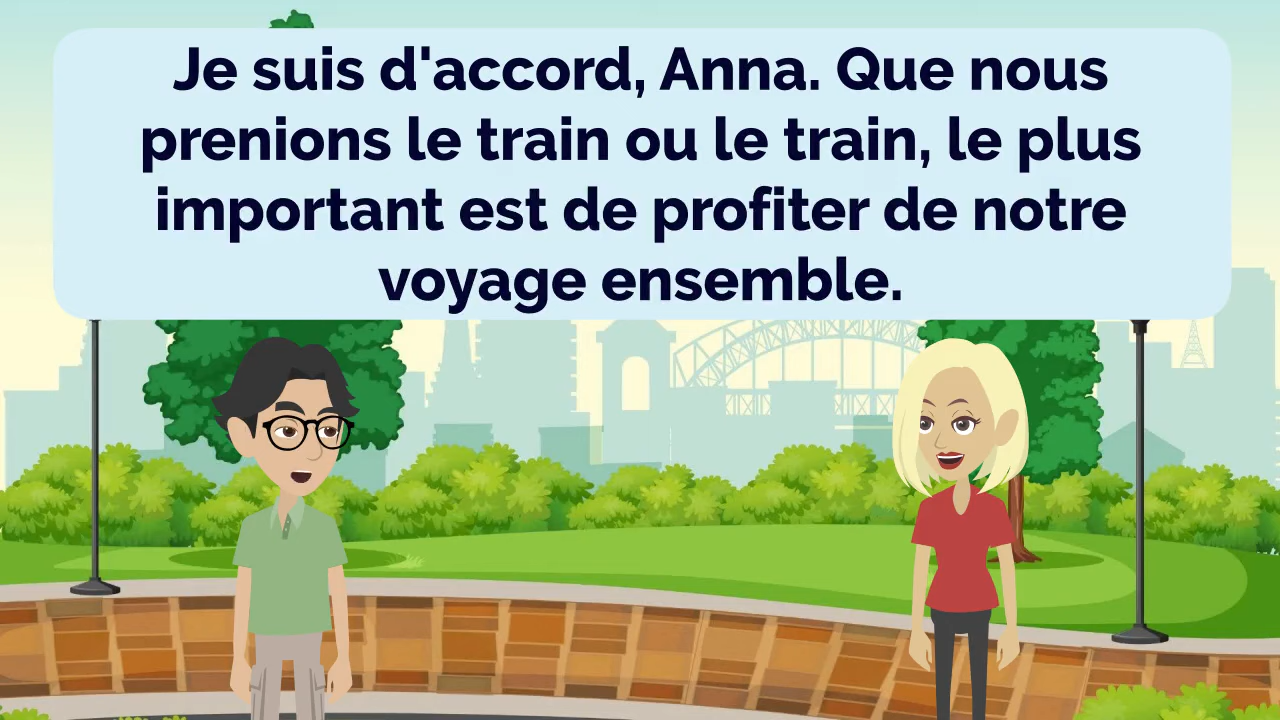 Je suis d'accord, Anna. Que nous
prenions le train ou le train, le plus
important est de profiter de notre
voyage ensemble.